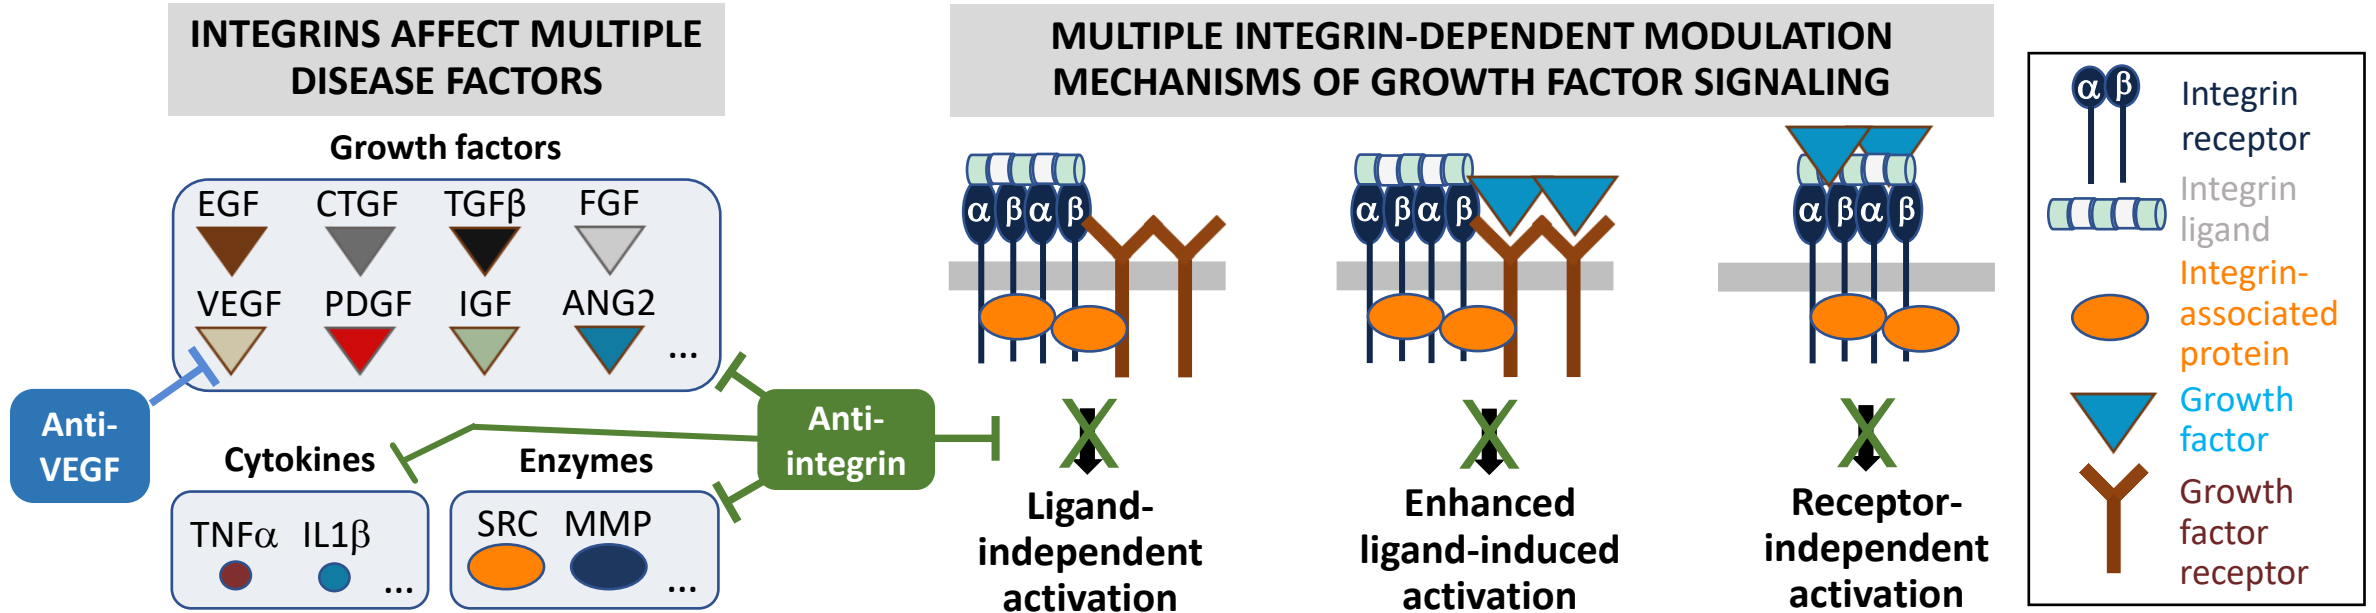 INTEGRINS AFFECT MULTIPLE
DISEASE FACTORS
Growth factors
EGF CTGF TGFβ FGF
VEGF PDGF IGF ANG2
...
Anti-
VEGF
Anti-
integrin
Cytokines
TNFα IL1β
...
Enzymes
SRC MMP
...
MULTIPLE INTEGRIN-DEPENDENT MODULATION
MECHANISMS OF GROWTH FACTOR SIGNALING
α β α β
Ligand-
independent
activation
α β α β
Enhanced
ligand-induced
activation
α β α β
Receptor-
independent
activation
α β
Integrin
receptor
Integrin
ligand
Integrin-
associated
protein
Growth
factor
Growth
factor
receptor